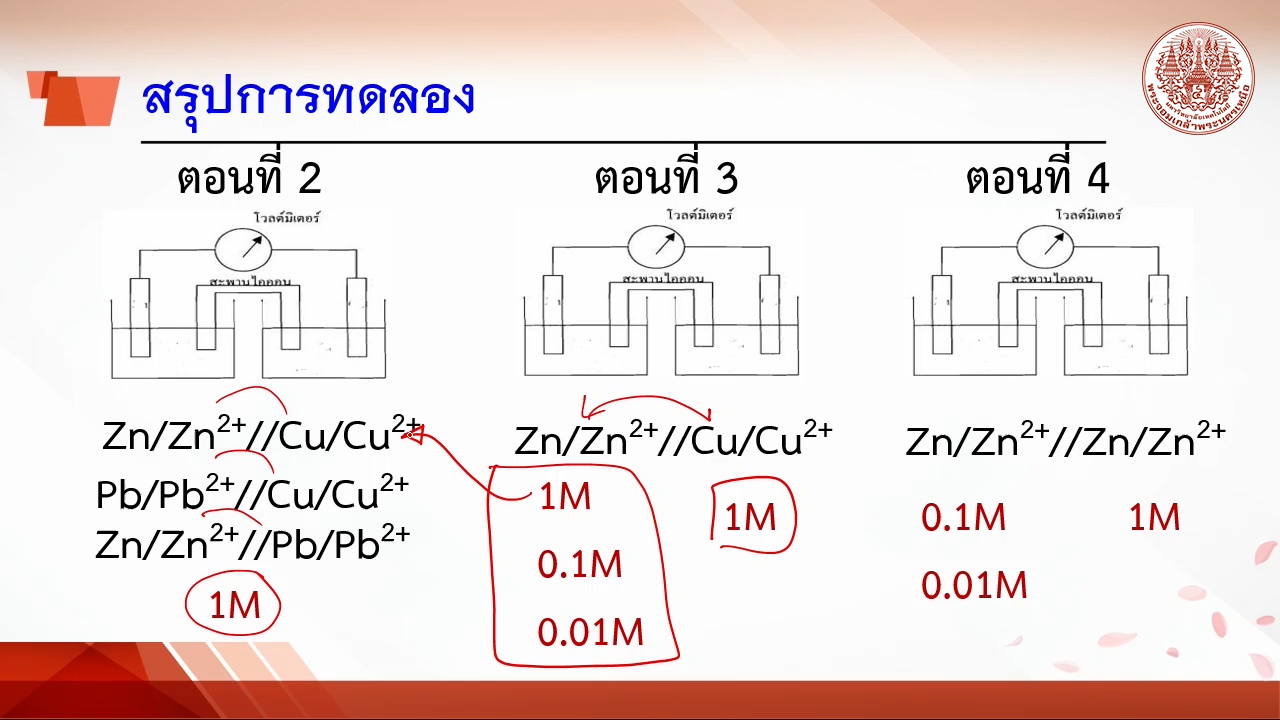 สรุปการทดลอง
ตอนที่ 2
โวลต์มิเตอร์
สะพานไอออน
Zn/Zn²⁺//Cu/Cu²⁺
Pb/Pb²⁺//Cu/Cu²⁺
Zn/Zn²⁺//Pb/Pb²⁺
1M
ตอนที่ 3
โวลต์มิเตอร์
สะพานไอออน
Zn/Zn²⁺//Cu/Cu²⁺
1M
0.1M
0.01M
1M
ตอนที่ 4
โวลต์มิเตอร์
สะพานไอออน
Zn/Zn²⁺//Zn/Zn²⁺
0.1M 1M
0.01M